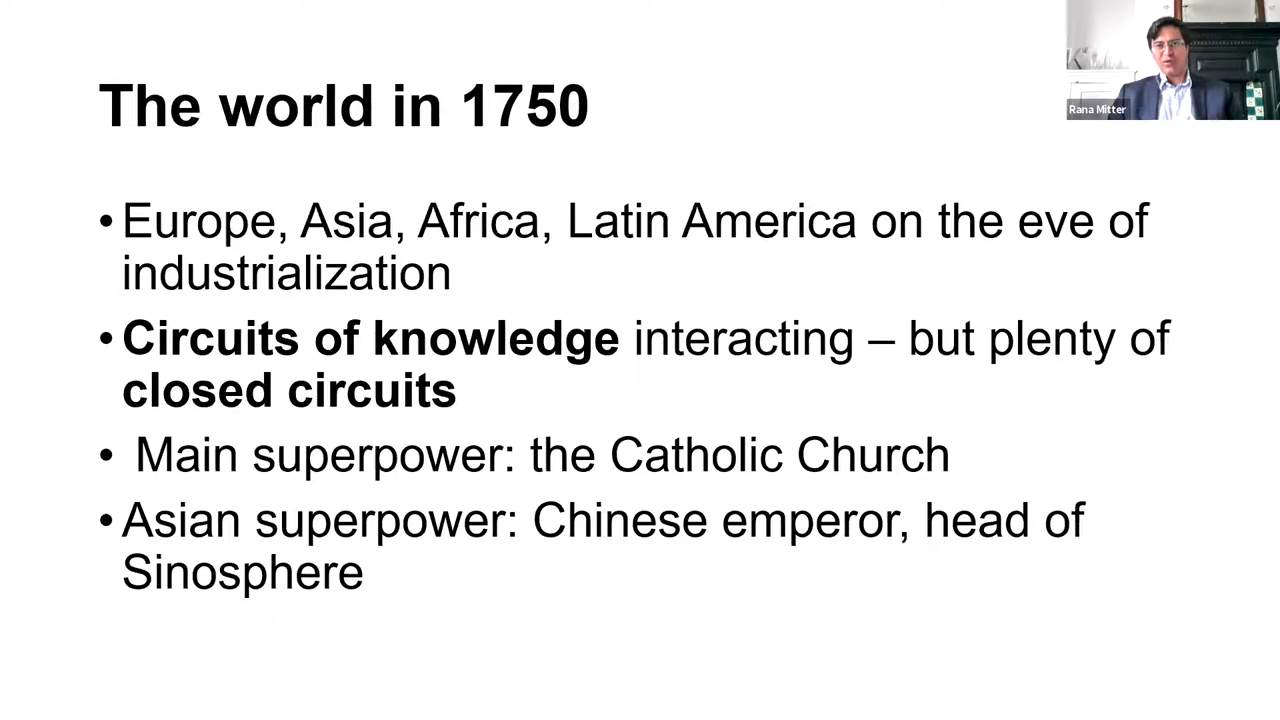 The world in 1750
• Europe, Asia, Africa, Latin America on the eve of
industrialization
• Circuits of knowledge interacting – but plenty of
closed circuits
• Main superpower: the Catholic Church
• Asian superpower: Chinese emperor, head of
Sinosphere
Rana Mitter